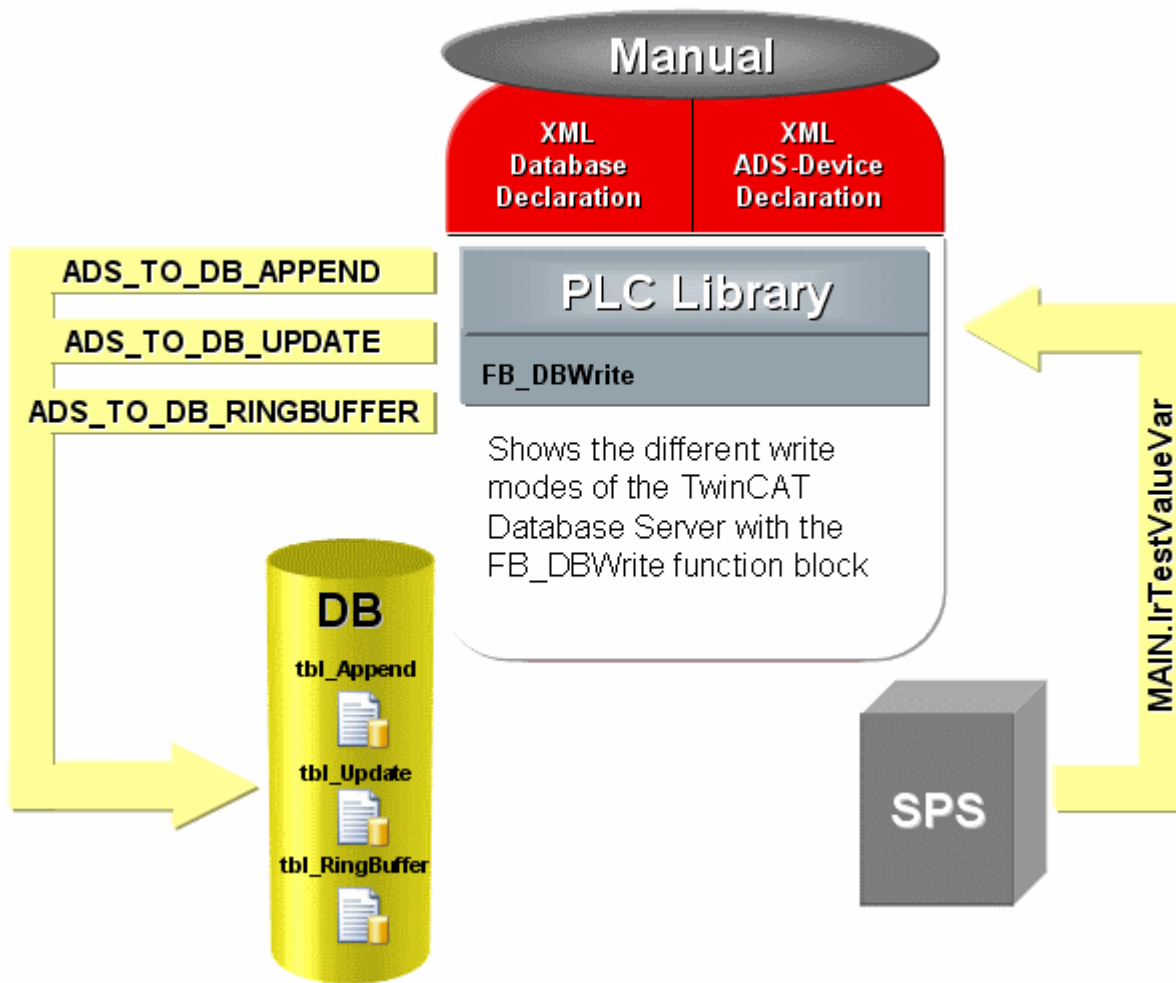 Manual
XML
Database
Declaration
XML
ADS-Device
Declaration
ADS_TO_DB_APPEND
ADS_TO_DB_UPDATE
ADS_TO_DB_RINGBUFFER
PLC Library
FB_DBWrite
Shows the different write
modes of the TwinCAT
Database Server with the
FB_DBWrite function block
MAIN.lrTestValueVar
DB
tbl_Append
tbl_Update
tbl_RingBuffer
SPS